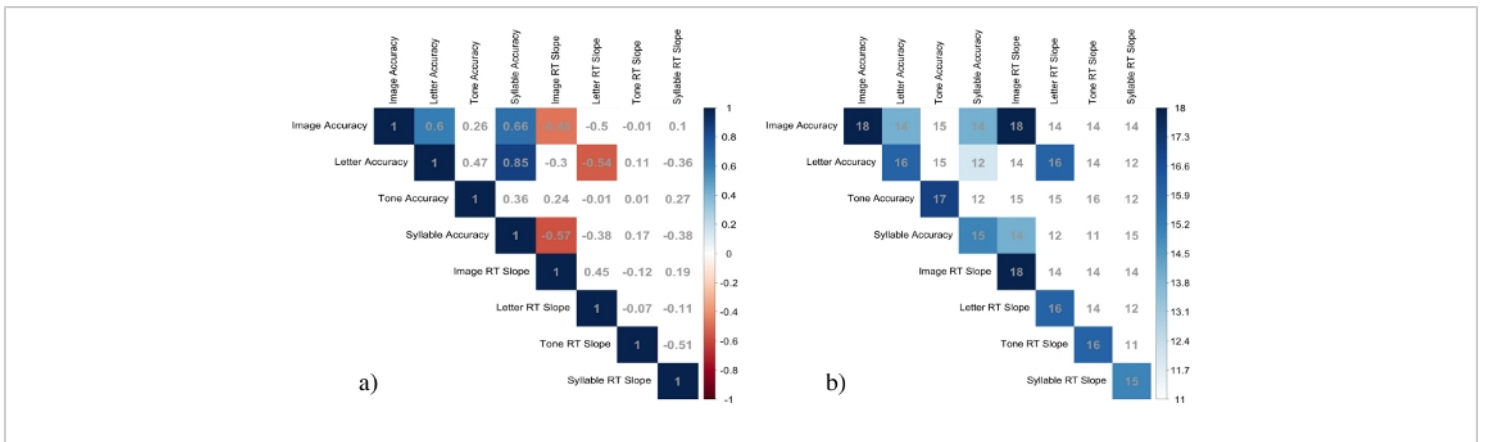 Image Accuracy
Letter Accuracy
Tone Accuracy
Syllable Accuracy
Image RT Slope
Letter RT Slope
Tone RT Slope
Syllable RT Slope
Image Accuracy 1 0.6 0.26 0.66 -0.5 -0.01 0.1
Letter Accuracy 1 0.47 0.85 -0.3 -0.54 0.11 -0.36
Tone Accuracy 1 0.36 0.24 -0.01 0.01 0.27
Syllable Accuracy 1 -0.57 -0.38 0.17 -0.38
Image RT Slope 1 0.45 -0.12 0.19
Letter RT Slope 1 -0.07 -0.11
Tone RT Slope 1 -0.51
Syllable RT Slope 1
1
0.8
0.6
0.4
0.2
0
-0.2
-0.4
-0.6
-0.8
-1
a)
Image Accuracy
Letter Accuracy
Tone Accuracy
Syllable Accuracy
Image RT Slope
Letter RT Slope
Tone RT Slope
Syllable RT Slope
Image Accuracy 18 14 15 14 18 14 14 14
Letter Accuracy 16 15 12 14 16 14 12
Tone Accuracy 17 12 15 15 16 12
Syllable Accuracy 15 14 12 11 15
Image RT Slope 18 14 14 14
Letter RT Slope 16 14 12
Tone RT Slope 16 11
Syllable RT Slope 15
18
17.3
16.6
15.9
15.2
14.5
13.8
13.1
12.4
11.7
11
b)